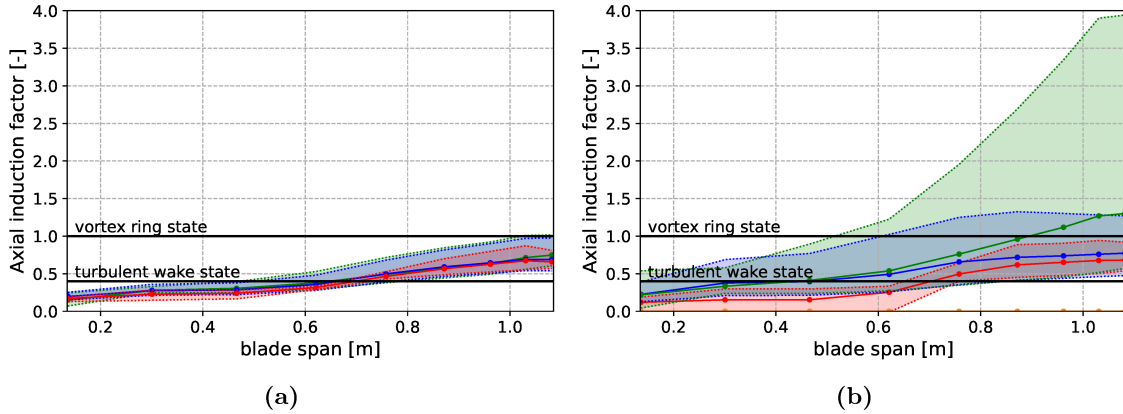 4.0
3.5
3.0
2.5
2.0
1.5
1.0
0.5
0.0
Axial induction factor [-]
vortex ring state
turbulent wake state
0.2
0.4
0.6
0.8
1.0
blade span [m]
(a)
4.0
3.5
3.0
2.5
2.0
1.5
1.0
0.5
0.0
Axial induction factor [-]
vortex ring state
turbulent wake state
0.2
0.4
0.6
0.8
1.0
blade span [m]
(b)